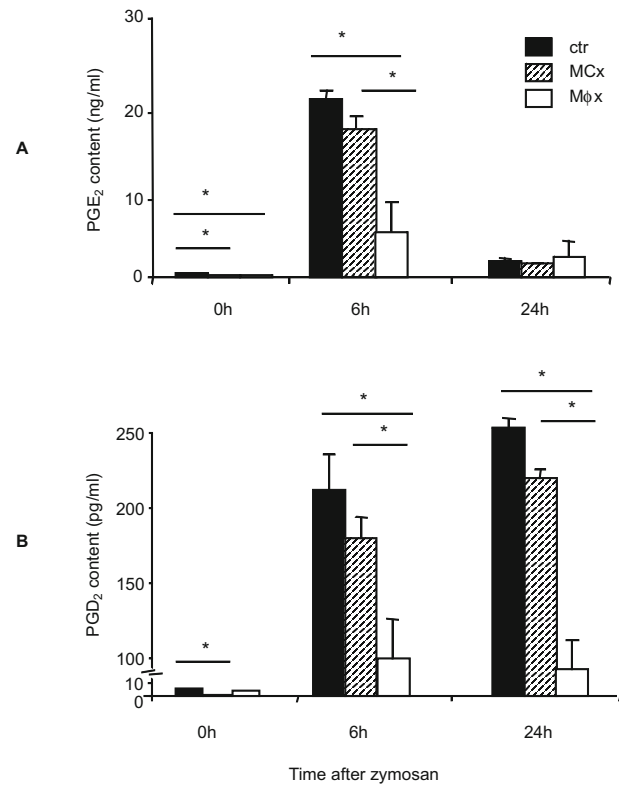 30
*
ctr
*
MCx
20
Mϕx
A
PGE2 content (ng/ml)
*
10
*
0
0h 6h 24h
*
*
*
*
250
200
B
PGD2 content (pg/ml)
150
*
100
10
0
0h 6h 24h
Time after zymosan